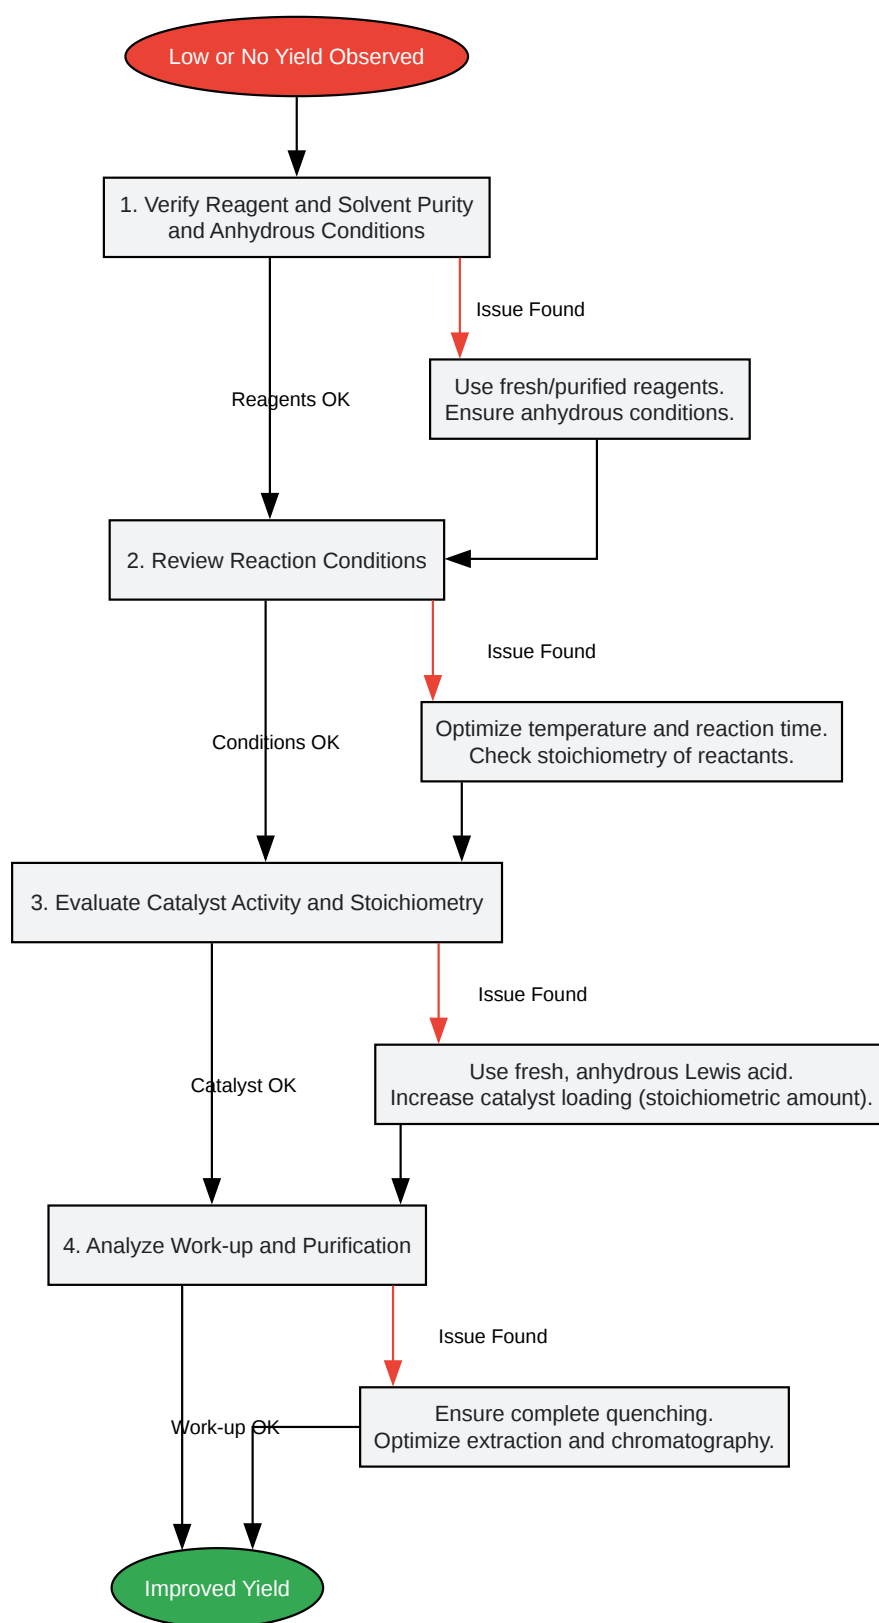 Low or No Yield Observed
1. Verify Reagent and Solvent Purity
and Anhydrous Conditions
Issue Found
Reagents OK
Use fresh/purified reagents.
Ensure anhydrous conditions.
2. Review Reaction Conditions
Issue Found
Conditions OK
Optimize temperature and reaction time.
Check stoichiometry of reactants.
3. Evaluate Catalyst Activity and Stoichiometry
Issue Found
Catalyst OK
Use fresh, anhydrous Lewis acid.
Increase catalyst loading (stoichiometric amount).
4. Analyze Work-up and Purification
Issue Found
Work-up OK
Ensure complete quenching.
Optimize extraction and chromatography.
Improved Yield